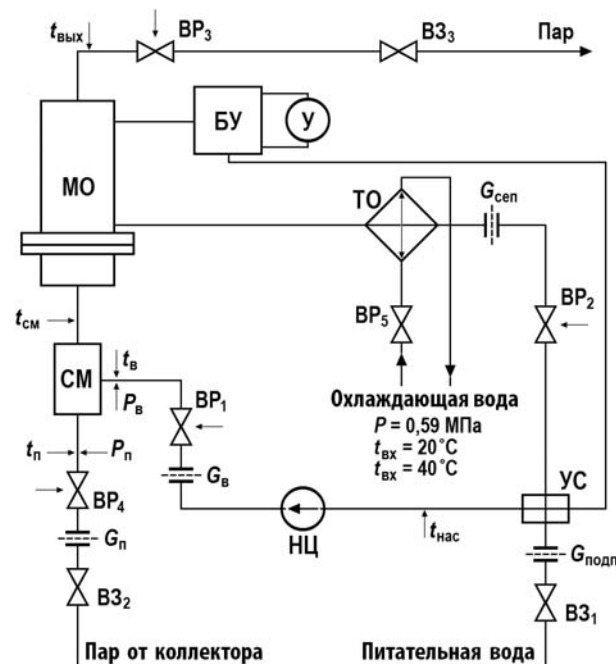 tвых
ВР3
ВЗ3
Пар
БУ
У
МО
ТО
Gсеп
ВР2
ВР5
tсм
СМ
tв
Pв
ВР1
Охлаждающая вода
P = 0,59 МПа
tвх = 20˚C
tвх = 40˚C
tп
Pп
ВР4
Gв
УС
Gп
НЦ
tнас
Gподп
ВЗ2
ВЗ1
Пар от коллектора
Питательная вода